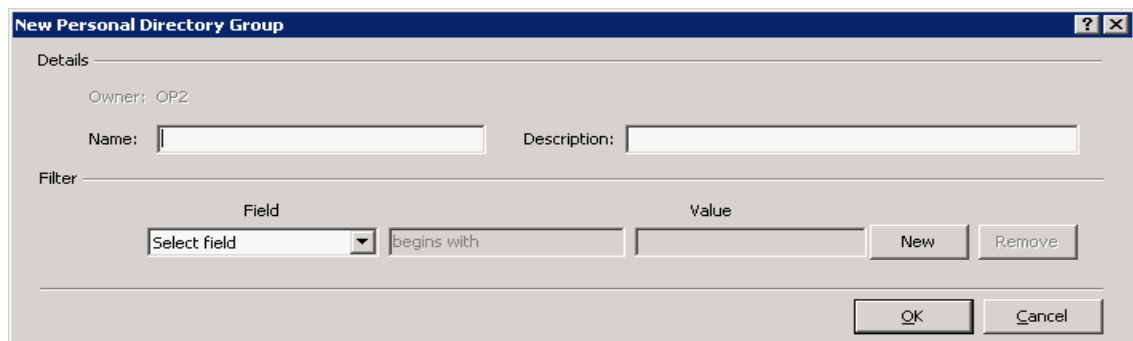 New Personal Directory Group
Details
Owner: OP2
Name: Description:
Filter
Field Value
Select field begins with New Remove
OK Cancel